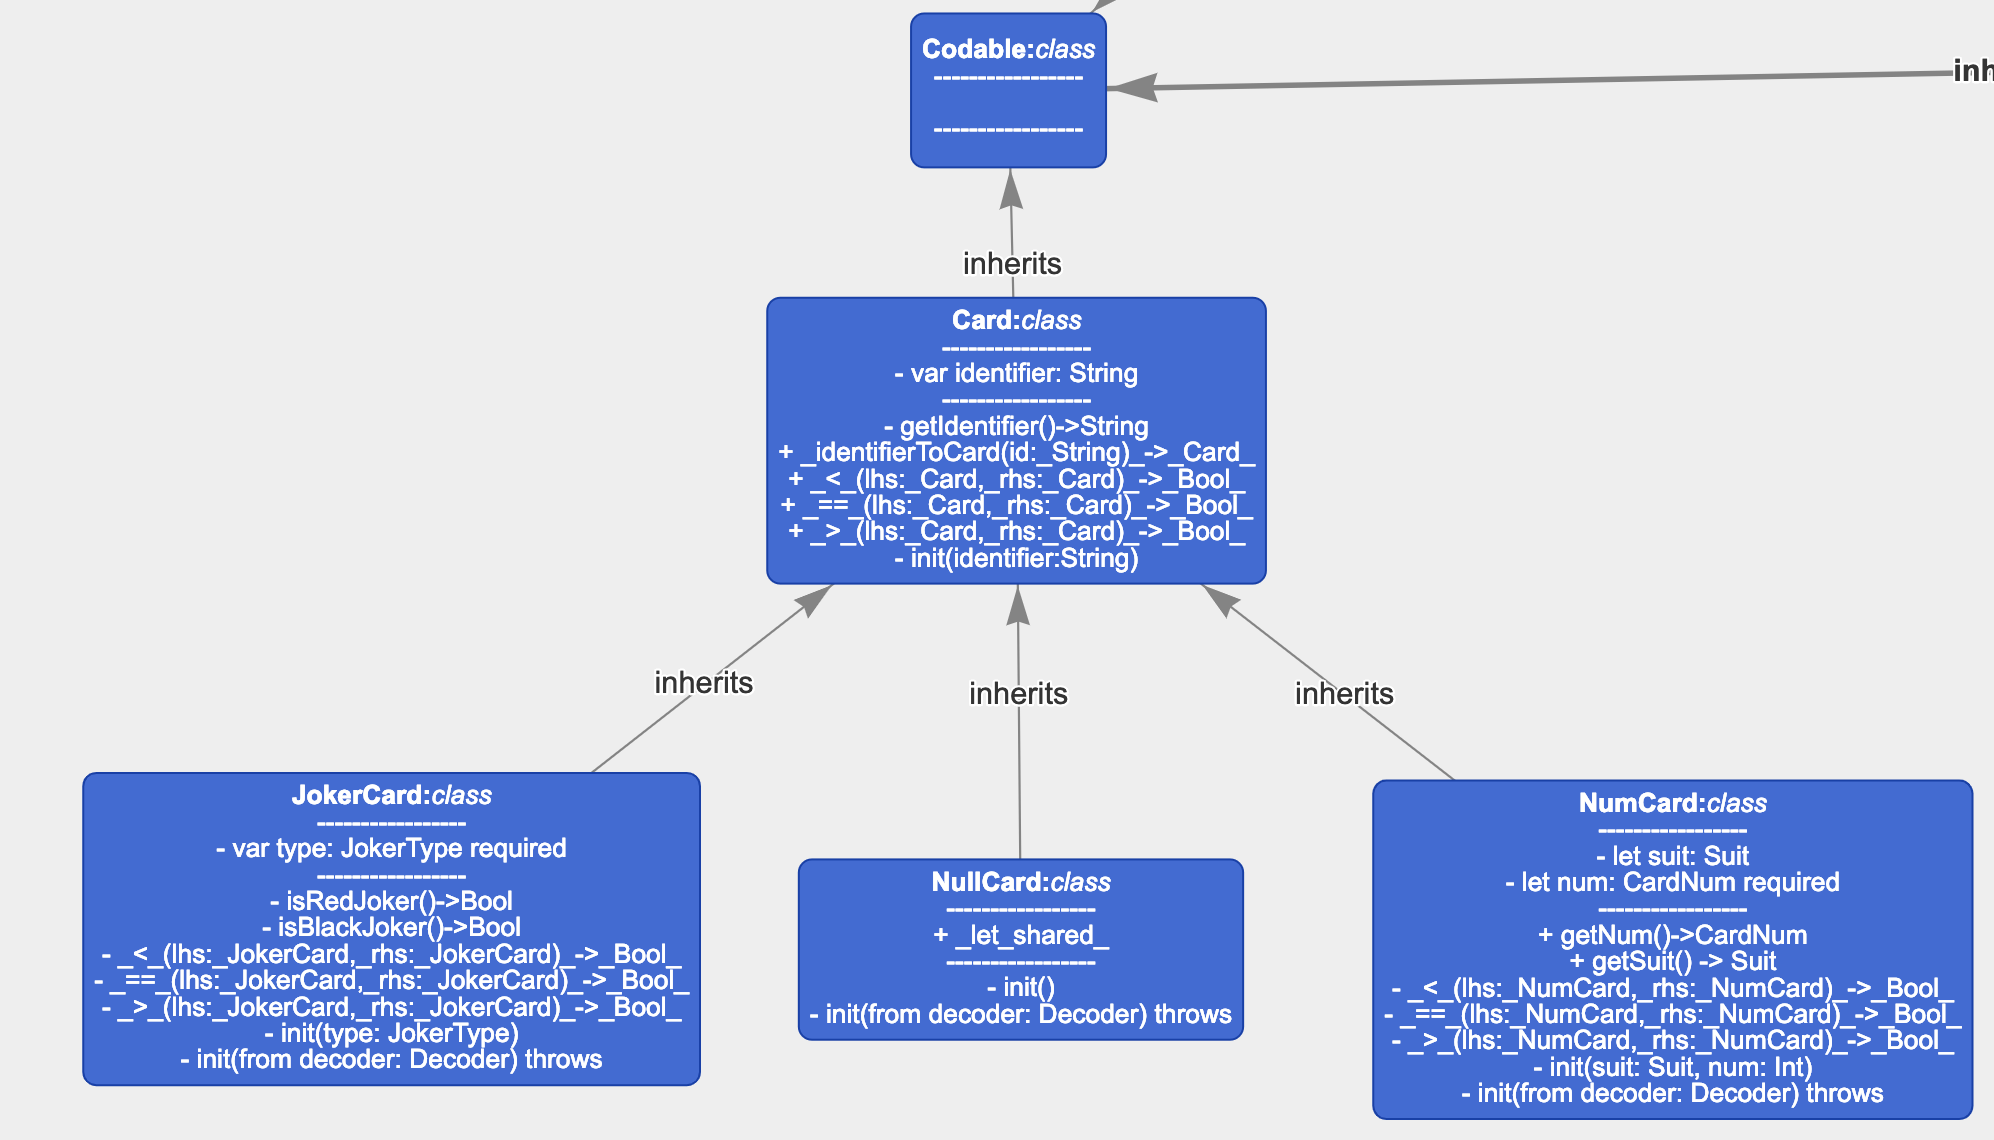 Codable:class
-----------------
-----------------
inh
inherits
Card:class
-----------------
- var identifier: String
-----------------
- getIdentifier()->String
+ _identifierToCard(id:_String)_->_Card_
+ _<_(lhs:_Card,_rhs:_Card)_->_Bool_
+ _==_(lhs:_Card,_rhs:_Card)_->_Bool_
+ _>_(lhs:_Card,_rhs:_Card)_->_Bool_
- init(identifier:String)
inherits
inherits
inherits
JokerCard:class
-----------------
- var type: JokerType required
-----------------
- isRedJoker()->Bool
- isBlackJoker()->Bool
- _<_(lhs:_JokerCard,_rhs:_JokerCard)_->_Bool_
- _==_(lhs:_JokerCard,_rhs:_JokerCard)_->_Bool_
- _>_(lhs:_JokerCard,_rhs:_JokerCard)_->_Bool_
- init(type: JokerType)
- init(from decoder: Decoder) throws
NullCard:class
-----------------
+ _let_shared_
-----------------
- init()
- init(from decoder: Decoder) throws
NumCard:class
-----------------
- let suit: Suit
- let num: CardNum required
-----------------
+ getNum()->CardNum
+ getSuit() -> Suit
- _<_(lhs:_NumCard,_rhs:_NumCard)_->_Bool_
- _==_(lhs:_NumCard,_rhs:_NumCard)_->_Bool_
- _>_(lhs:_NumCard,_rhs:_NumCard)_->_Bool_
- init(suit: Suit, num: Int)
- init(from decoder: Decoder) throws